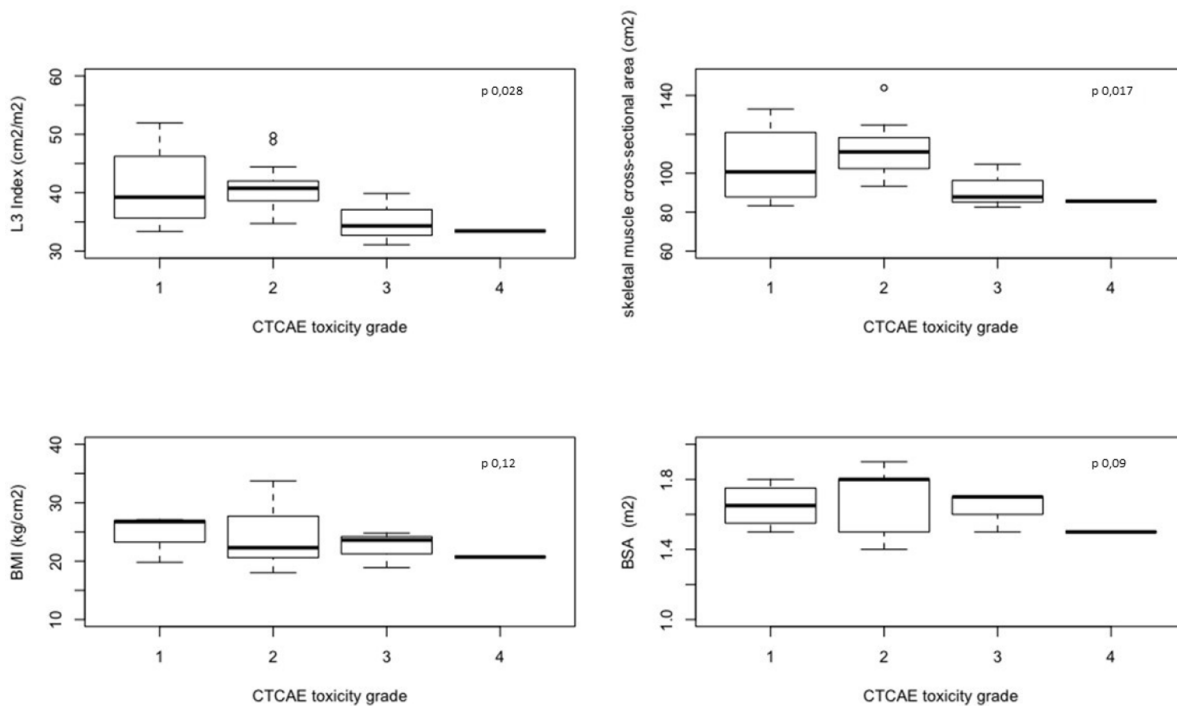 L3 Index (cm2/m2)
60
50
40
30
p 0,028
1 2 3 4
CTCAE toxicity grade
skeletal muscle cross-sectional area (cm2)
140
100
80
60
p 0,017
1 2 3 4
CTCAE toxicity grade
BMI (kg/cm2)
40
30
20
10
p 0,12
1 2 3 4
CTCAE toxicity grade
BSA (m2)
1.8
1.4
1.0
p 0,09
1 2 3 4
CTCAE toxicity grade